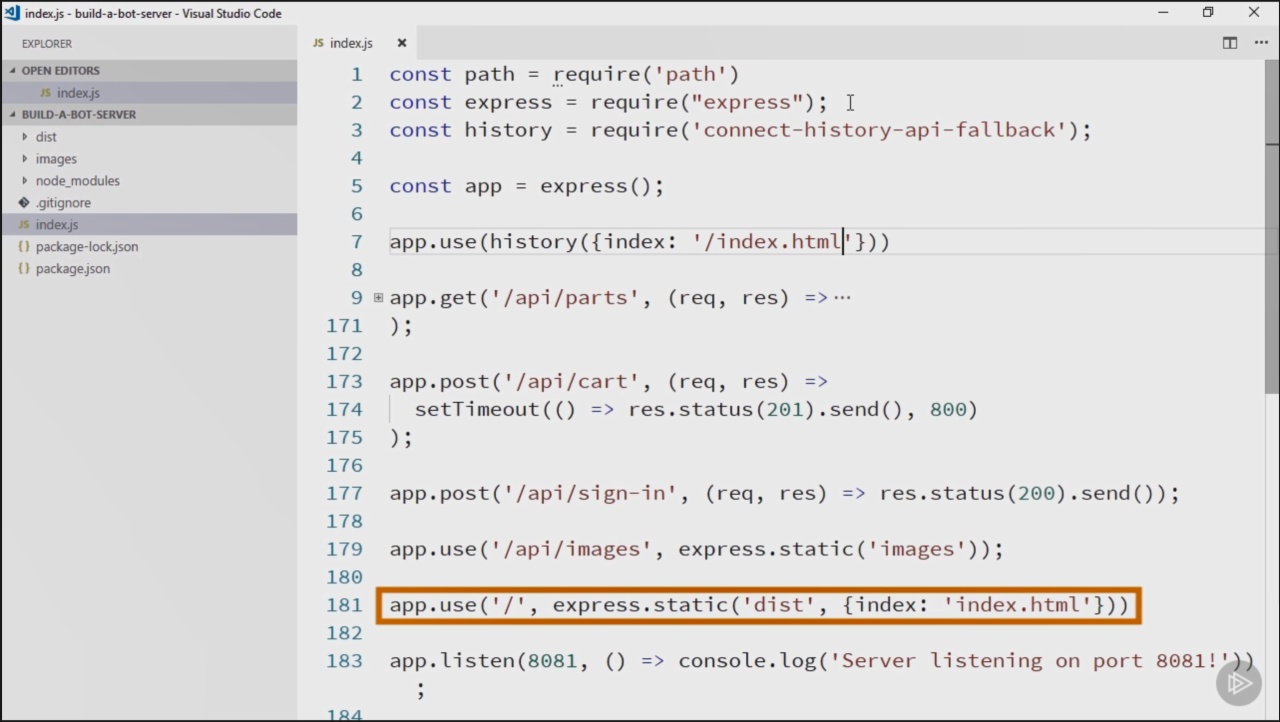 index.js - build-a-bot-server - Visual Studio Code
EXPLORER
OPEN EDITORS
JS index.js
BUILD-A-BOT-SERVER
dist
images
node_modules
.gitignore
JS index.js
{} package-lock.json
{} package.json
JS index.js
1 const path = require('path')
2 const express = require("express");
3 const history = require('connect-history-api-fallback');
4
5 const app = express();
6
7 app.use(history({index: '/index.html'}))
8
9 app.get('/api/parts', (req, res) =>···
171 );
172
173 app.post('/api/cart', (req, res) =>
174 setTimeout(() => res.status(201).send(), 800)
175 );
176
177 app.post('/api/sign-in', (req, res) => res.status(200).send());
178
179 app.use('/api/images', express.static('images'));
180
181 app.use('/', express.static('dist', {index: 'index.html'}))
182
183 app.listen(8081, () => console.log('Server listening on port 8081!'))
;
184